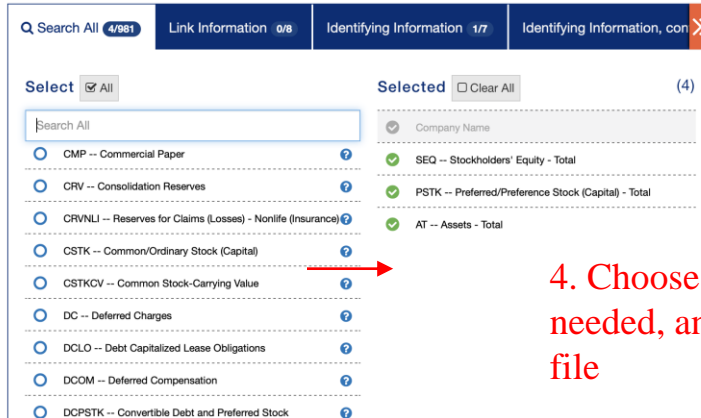 Search All 4/981
Link Information 0/8
Identifying Information 1/7
Identifying Information, con
Select All
Search All
CMP -- Commercial Paper
CRV -- Consolidation Reserves
CRVNLI -- Reserves for Claims (Losses) - Nonlife (Insurance)
CSTK -- Common/Ordinary Stock (Capital)
CSTKCV -- Common Stock-Carrying Value
DC -- Deferred Charges
DCLO -- Debt Capitalized Lease Obligations
DCOM -- Deferred Compensation
DCPSTK -- Convertible Debt and Preferred Stock
Selected Clear All (4)
Company Name
SEQ -- Stockholders' Equity - Total
PSTK -- Preferred/Preference Stock (Capital) - Total
AT -- Assets - Total
4. Choose
needed, ar
file